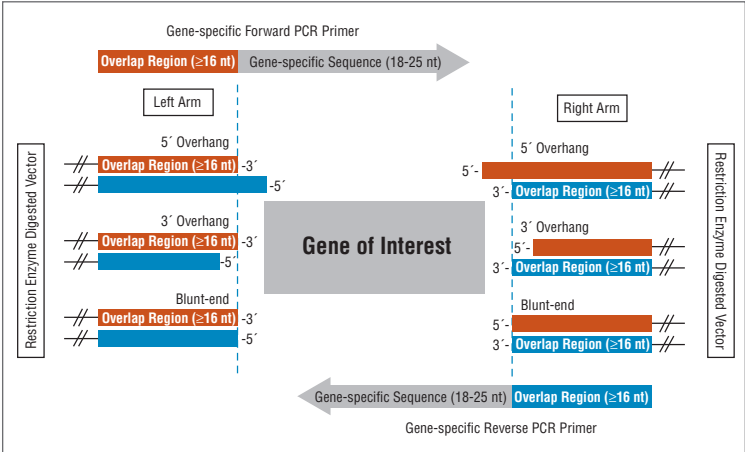 Gene-specific Forward PCR Primer
Overlap Region (≥16 nt) Gene-specific Sequence (18-25 nt)
Left Arm
Right Arm
Restriction Enzyme Digested Vector
5´ Overhang
Overlap Region (≥16 nt) -3´
-5´
3´ Overhang
Overlap Region (≥16 nt) -3´
-5´
Blunt-end
Overlap Region (≥16 nt) -3´
-5´
Gene of Interest
5´ Overhang
5´-
3´- Overlap Region (≥16 nt)
3´ Overhang
5´-
3´- Overlap Region (≥16 nt)
Blunt-end
5´-
3´- Overlap Region (≥16 nt)
Restriction Enzyme Digested Vector
Gene-specific Sequence (18-25 nt) Overlap Region (≥16 nt)
Gene-specific Reverse PCR Primer